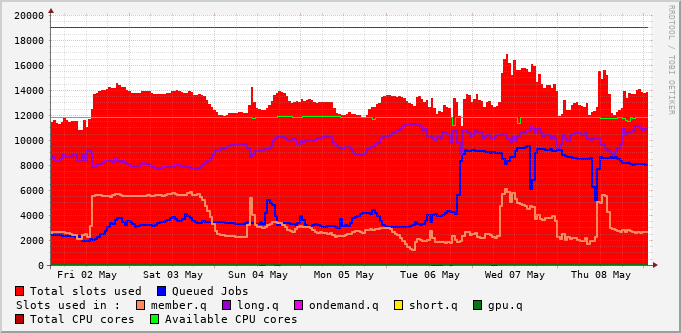 20000
18000
16000
14000
12000
10000
8000
6000
4000
2000
0
Fri 02 May Sat 03 May Sun 04 May Mon 05 May Tue 06 May Wed 07 May Thu 08 May
RRDTOOL / TOBI OETIKER
Total slots used Queued Jobs
Slots used in : member.q long.q ondemand.q short.q gpu.q
Total CPU cores Available CPU cores